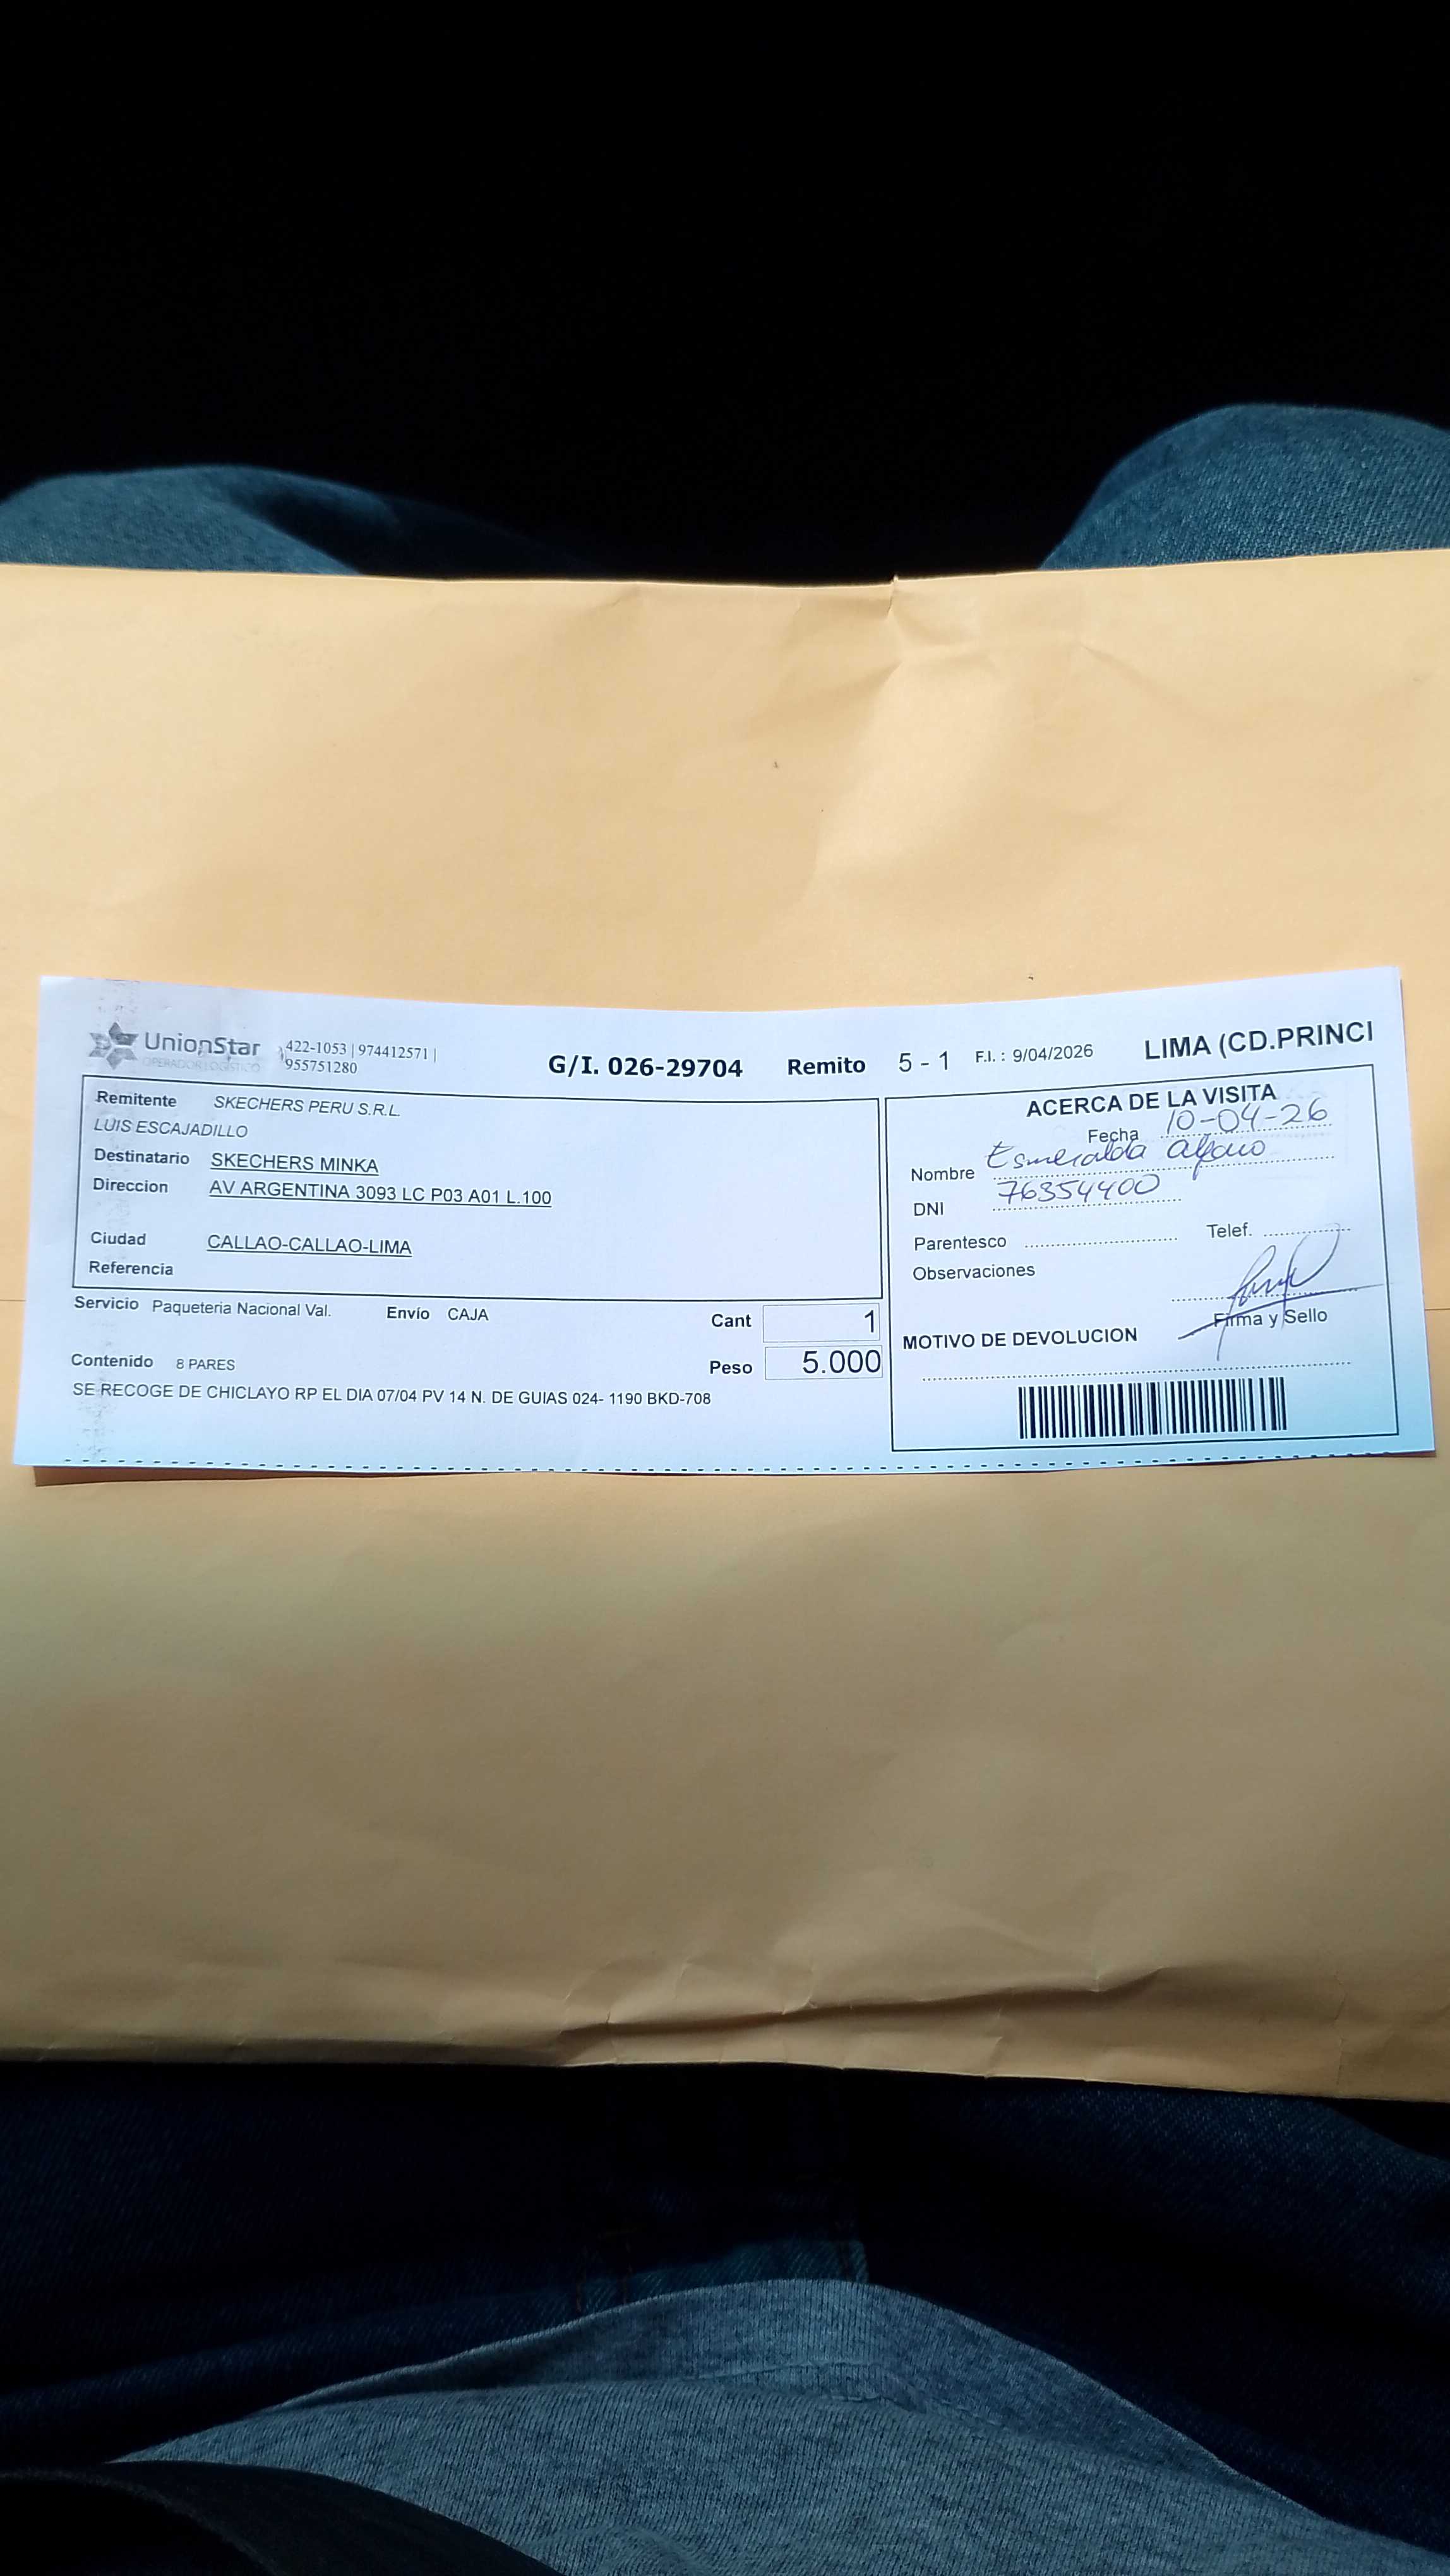 UnionStar
OPERADOR LOGISTICO
422-1053 | 974412571 |
955751280
G/I. 026-29704 Remito 5 - 1 F.I. : 9/04/2026 LIMA (CD.PRINCI
Remitente SKECHERS PERU S.R.L.
LUIS ESCAJADILLO
Destinatario SKECHERS MINKA
Direccion AV ARGENTINA 3093 LC P03 A01 L.100
Ciudad CALLAO-CALLAO-LIMA
Referencia
Servicio Paqueteria Nacional Val. Envío CAJA Cant 1
Contenido 8 PARES Peso 5.000
SE RECOGE DE CHICLAYO RP EL DIA 07/04 PV 14 N. DE GUIAS 024- 1190 BKD-708
ACERCA DE LA VISITA
Fecha 10-04-26
Nombre Esmeralda Alfaro
DNI 76354400
Parentesco Telef.
Observaciones
Firma y Sello
MOTIVO DE DEVOLUCION